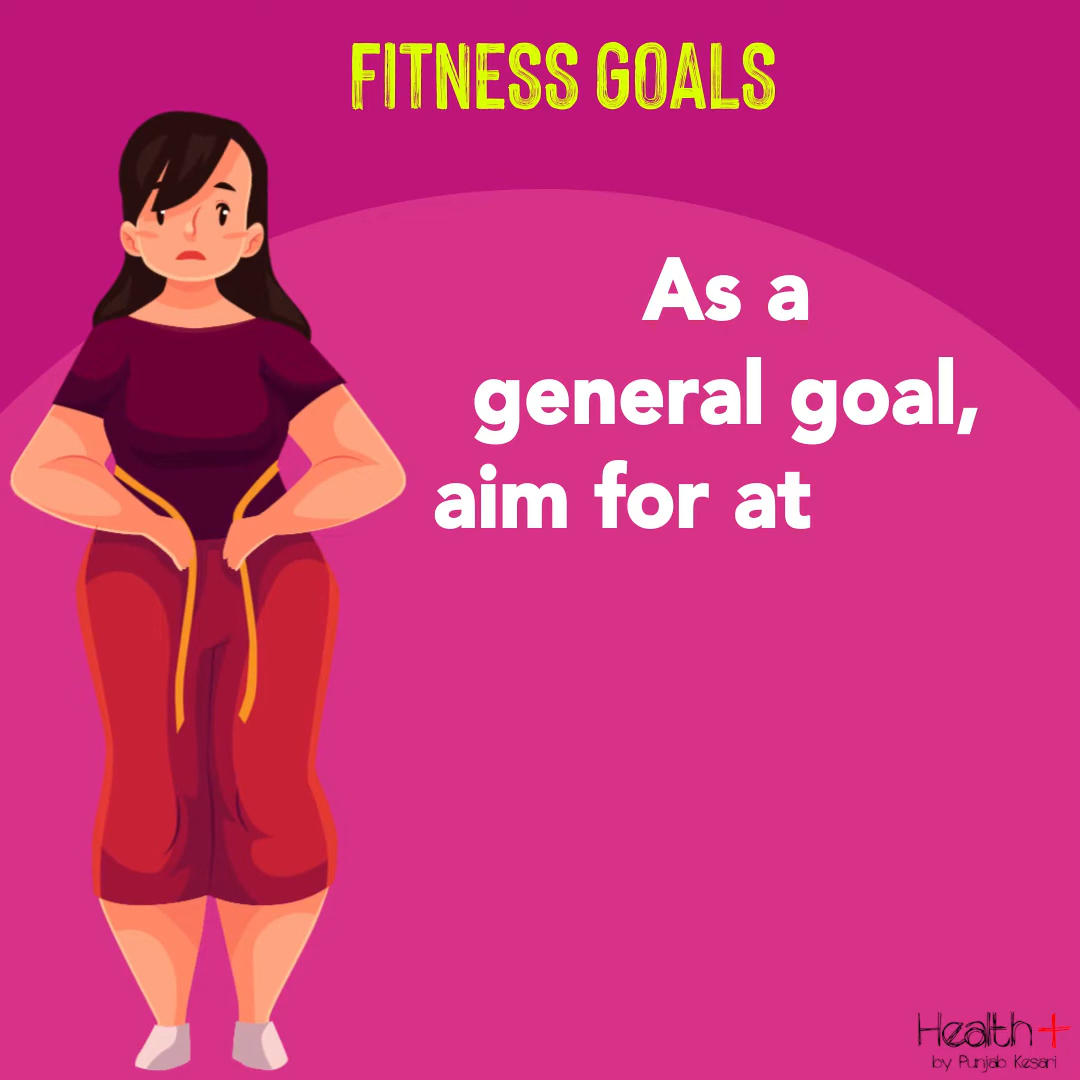 FITNESS GOALS
As a
general goal,
aim for at
Health+
by Punjab Kesari